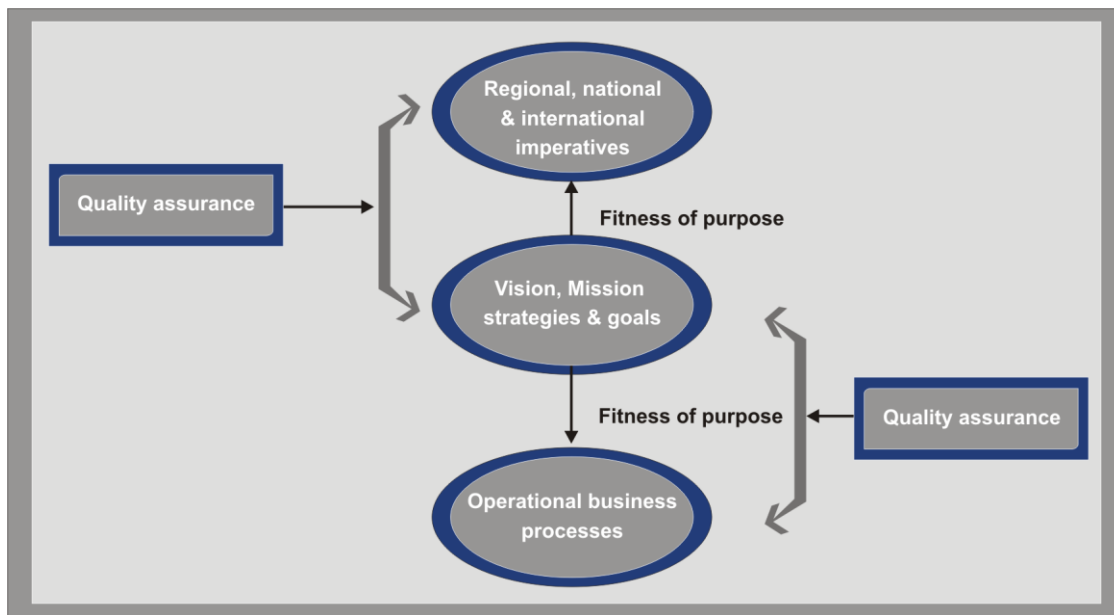 Regional, national
& international
imperatives
Quality assurance
Fitness of purpose
Vision, Mission
strategies & goals
Fitness of purpose
Quality assurance
Operational business
processes